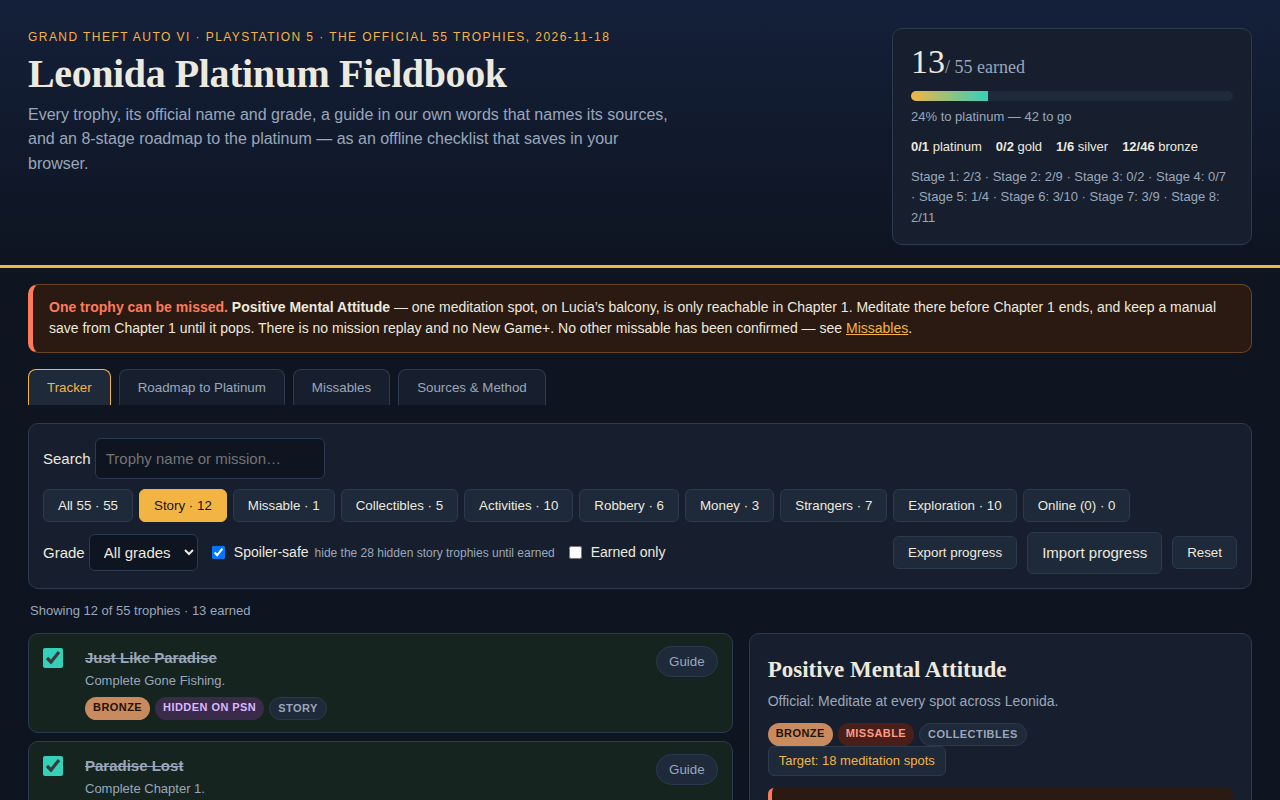 GRAND THEFT AUTO VI · PLAYSTATION 5 · THE OFFICIAL 55 TROPHIES, 2026-11-18
Leonida Platinum Fieldbook
Every trophy, its official name and grade, a guide in our own words that names its sources,
and an 8-stage roadmap to the platinum — as an offline checklist that saves in your
browser.
13/ 55 earned
24% to platinum — 42 to go
0/1 platinum 0/2 gold 1/6 silver 12/46 bronze
Stage 1: 2/3 · Stage 2: 2/9 · Stage 3: 0/2 · Stage 4: 0/7
· Stage 5: 1/4 · Stage 6: 3/10 · Stage 7: 3/9 · Stage 8:
2/11
One trophy can be missed. Positive Mental Attitude — one meditation spot, on Lucia's balcony, is only reachable in Chapter 1. Meditate there before Chapter 1 ends, and keep a manual
save from Chapter 1 until it pops. There is no mission replay and no New Game+. No other missable has been confirmed — see Missables.
Tracker
Roadmap to Platinum
Missables
Sources & Method
Search Trophy name or mission…
All 55 · 55
Story · 12
Missable · 1
Collectibles · 5
Activities · 10
Robbery · 6
Money · 3
Strangers · 7
Exploration · 10
Online (0) · 0
Grade All grades
Spoiler-safe hide the 28 hidden story trophies until earned
Earned only
Export progress
Import progress
Reset
Showing 12 of 55 trophies · 13 earned
Just Like Paradise
Guide
Complete Gone Fishing.
BRONZE HIDDEN ON PSN STORY
Paradise Lost
Guide
Complete Chapter 1.
Positive Mental Attitude
Official: Meditate at every spot across Leonida.
BRONZE MISSABLE COLLECTIBLES
Target: 18 meditation spots